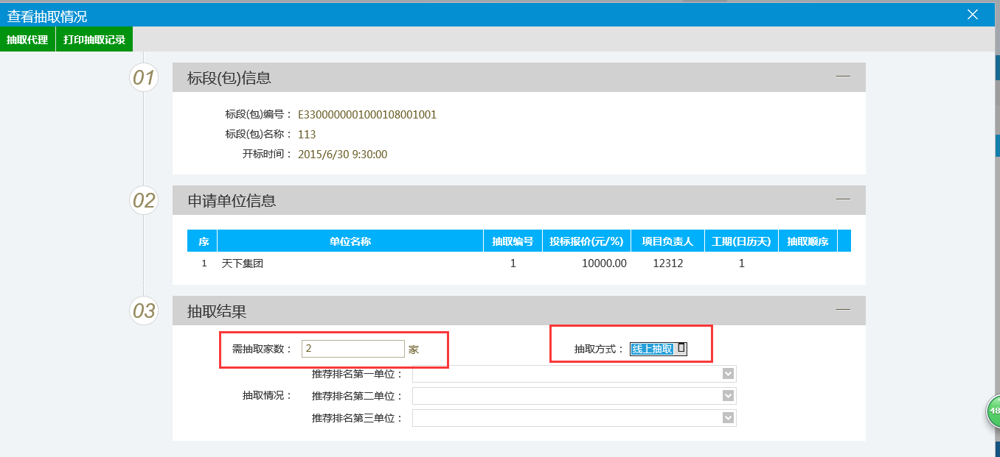 查看抽取情况
抽取代理 打印抽取记录
01 标段(包)信息
标段(包)编号： E3300000001000108001001
标段(包)名称： 113
开标时间： 2015/6/30 9:30:00
02 申请单位信息
序 单位名称 抽取编号 投标报价(元/%) 项目负责人 工期(日历天) 抽取顺序
1 天下集团 1 10000.00 12312 1
03 抽取结果
需抽取家数： 2 家 抽取方式： 线上抽取
推荐排名第一单位：
抽取情况： 推荐排名第二单位：
推荐排名第三单位：
48